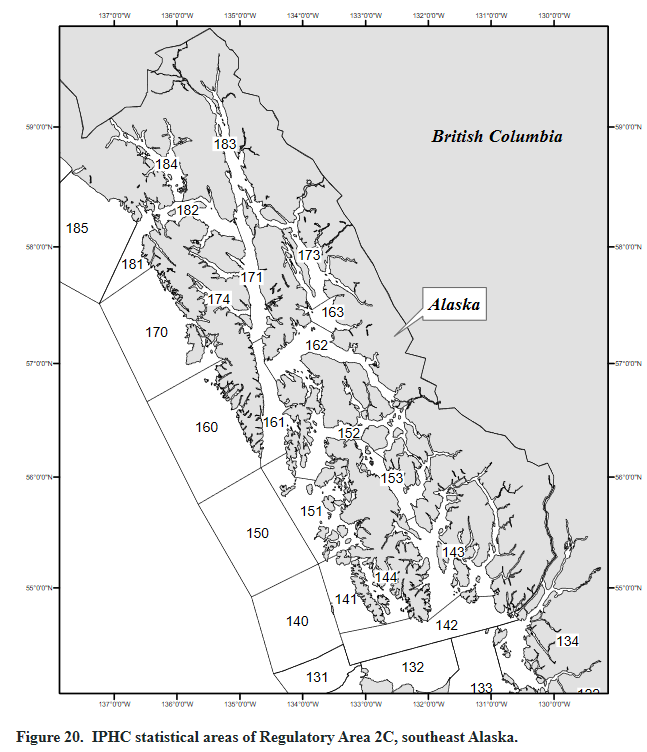 137°0'0"W 136°0'0"W 135°0'0"W 134°0'0"W 133°0'0"W 132°0'0"W 131°0'0"W 130°0'0"W
59°0'0"N 59°0'0"N
British Columbia
183
184
182
185
58°0'0"N 58°0'0"N
173
181
171
174
163
Alaska
170
162
57°0'0"N 57°0'0"N
160
161
152
153
56°0'0"N 56°0'0"N
151
150
143
144
55°0'0"N 55°0'0"N
141
140
142
134
132
131
133
137°0'0"W 136°0'0"W 135°0'0"W 134°0'0"W 133°0'0"W 132°0'0"W 131°0'0"W 130°0'0"W
Figure 20. IPHC statistical areas of Regulatory Area 2C, southeast Alaska.